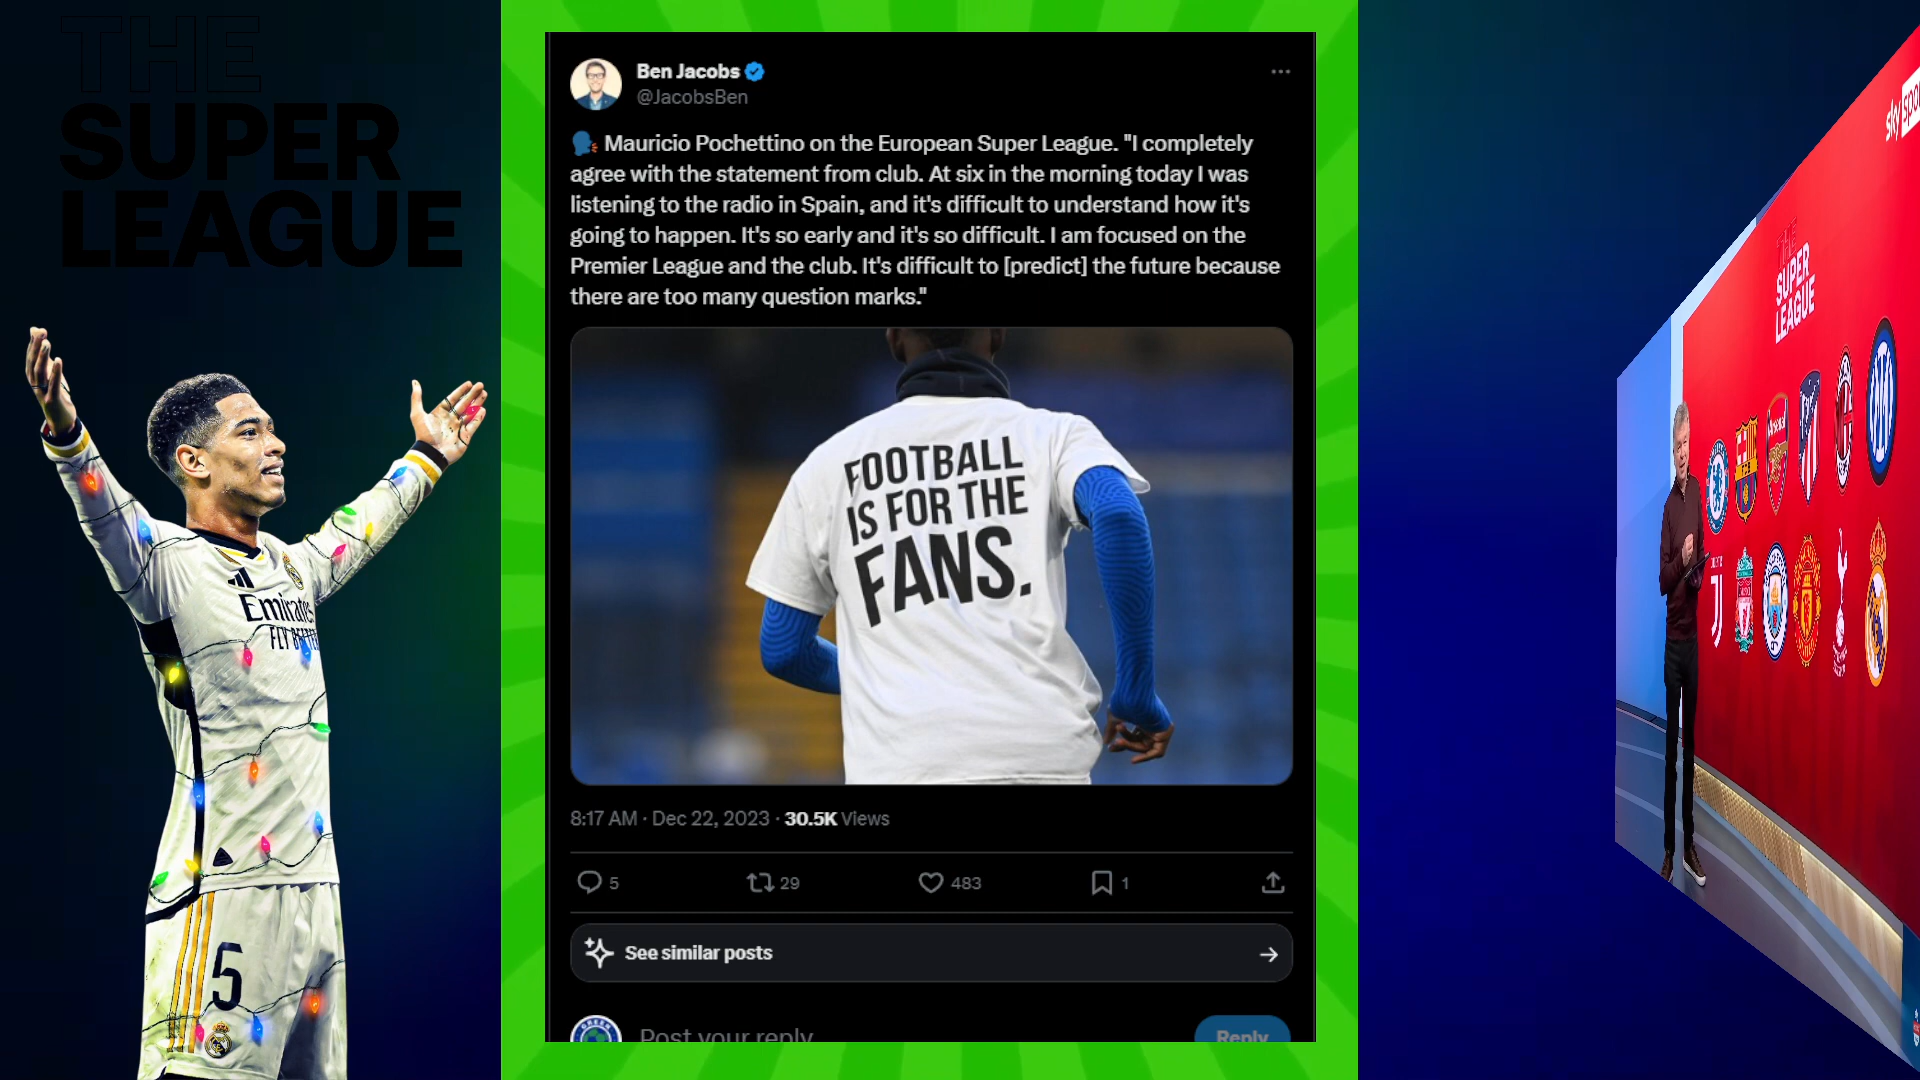 THE
SUPER
LEAGUE
Emirates
FLY BETTER
5
Ben Jacobs
@JacobsBen
🗣️ Mauricio Pochettino on the European Super League. "I completely
agree with the statement from club. At six in the morning today I was
listening to the radio in Spain, and it's difficult to understand how it's
going to happen. It's so early and it's so difficult. I am focused on the
Premier League and the club. It's difficult to [predict] the future because
there are too many question marks."
FOOTBALL
IS FOR THE
FANS.
8:17 AM · Dec 22, 2023 · 30.5K Views
5 29 483 1
See similar posts
Post your reply
Reply
sky sports
THE
SUPER
LEAGUE
Arsenal